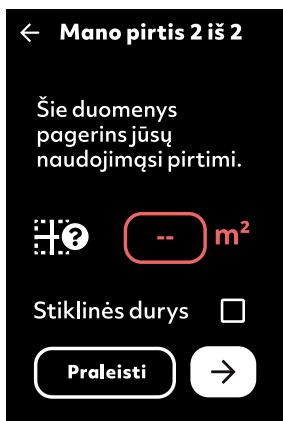 ← Mano pirtis 2 iš 2
Šie duomenys
pagerins jūsų
naudojimąsi pirtimi.
? -- m²
Stiklinės durys
Praleisti →